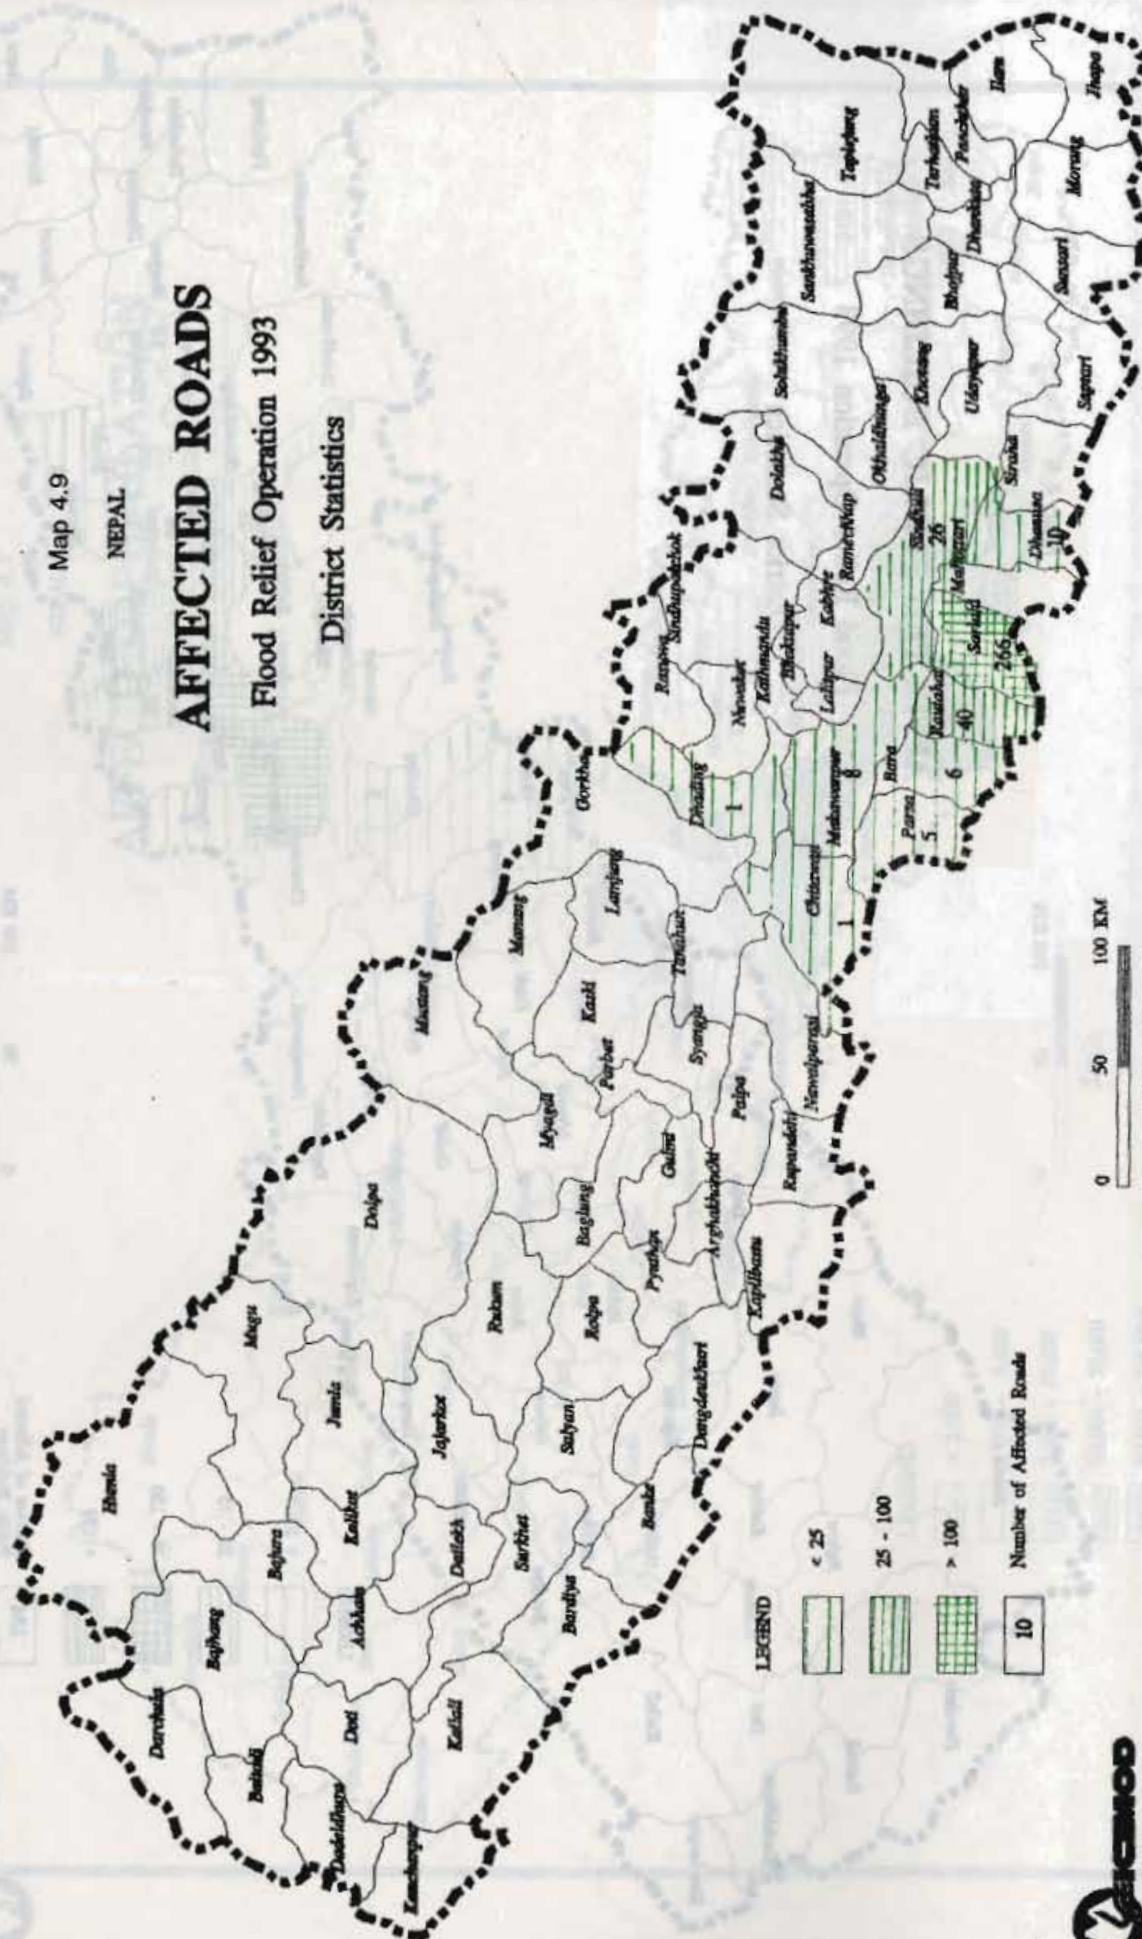 Map 4.9
NEPAL
AFFECTED ROADS
Flood Relief Operation 1993
District Statistics
Humla
Darchula
Bajhang
Mugu
Baitadi
Bajura
Dolpa
Jumla
Dadeldhura
Doti
Achham
Kalikot
Mustang
Kanchanpur
Kailali
Dailekh
Jajarkot
Rukum
Manang
Surkhet
Salyan
Rolpa
Baglung
Myagdi
Kaski
Lamjung
Gorkha
Bardiya
Banke
Dangdeukhuri
Pyuthan
Gulmi
Parbat
Syangja
Tanahun
Arghakhanchi
Palpa
Kapilbastu
Rupandehi
Nawalparasi
Chitawan
1
Dhading
1
Rasuwa
Nuwakot
Sindhupalchok
Kathmandu
Bhaktapur
Lalitpur
Kabhre
Makawanpur
8
Parsa
5
Bara
6
Rautahat
40
Sarlahi
266
Mahottari
Sindhuli
26
Dhanusa
10
Dolakha
Ramechhap
Okhaldhunga
Siraha
Solukhumbu
Khotang
Udayapur
Saptari
Sankhuwasabha
Bhojpur
Sunsari
Taplejung
Terhathum
Dhankuta
Panchthar
Morang
Ilam
Jhapa
LEGEND
< 25
25 - 100
> 100
10 Number of Affected Roads
0 50 100 KM
ICIMOD